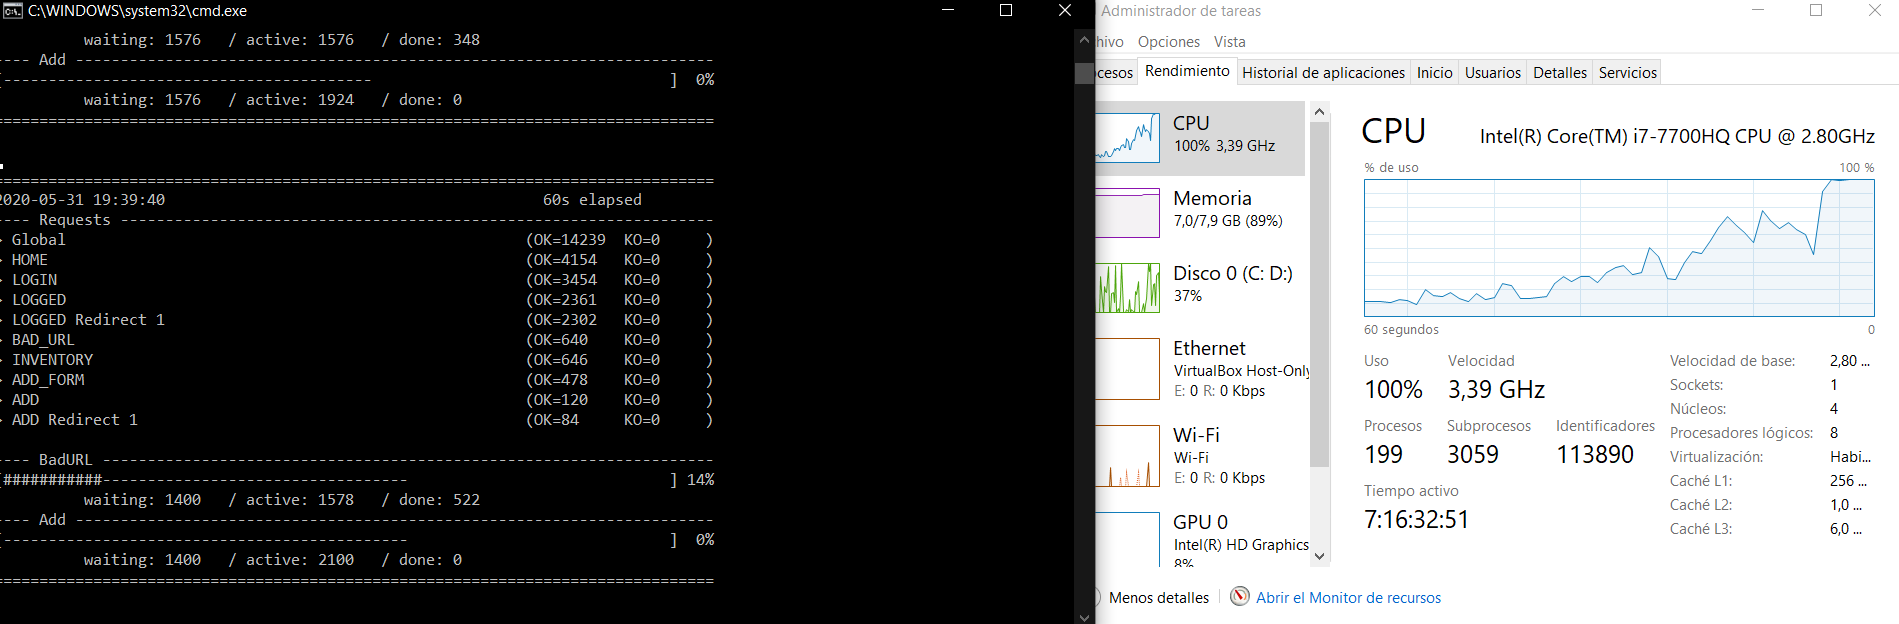 C:\WINDOWS\system32\cmd.exe
waiting: 1576 / active: 1576 / done: 348
---- Add -----------------------------------------------------------------------
[-----------------------------------------                                 ] 0%
waiting: 1576 / active: 1924 / done: 0
================================================================================
================================================================================
2020-05-31 19:39:40 60s elapsed
---- Requests ------------------------------------------------------------------
> Global (OK=14239 KO=0 )
> HOME (OK=4154 KO=0 )
> LOGIN (OK=3454 KO=0 )
> LOGGED (OK=2361 KO=0 )
> LOGGED Redirect 1 (OK=2302 KO=0 )
> BAD_URL (OK=640 KO=0 )
> INVENTORY (OK=646 KO=0 )
> ADD_FORM (OK=478 KO=0 )
> ADD (OK=120 KO=0 )
> ADD Redirect 1 (OK=84 KO=0 )
---- BadURL --------------------------------------------------------------------
[###########----------------------------------                             ] 14%
waiting: 1400 / active: 1578 / done: 522
---- Add -----------------------------------------------------------------------
[---------------------------------------------                             ] 0%
waiting: 1400 / active: 2100 / done: 0
================================================================================
Administrador de tareas
hivo Opciones Vista
cesos Rendimiento Historial de aplicaciones Inicio Usuarios Detalles Servicios
CPU
100% 3,39 GHz
Memoria
7,0/7,9 GB (89%)
Disco 0 (C: D:)
37%
Ethernet
VirtualBox Host-Only
E: 0 R: 0 Kbps
Wi-Fi
Wi-Fi
E: 0 R: 0 Kbps
GPU 0
Intel(R) HD Graphics
8%
CPU Intel(R) Core(TM) i7-7700HQ CPU @ 2.80GHz
% de uso 100 %
60 segundos 0
Uso Velocidad
100% 3,39 GHz
Procesos Subprocesos Identificadores
199 3059 113890
Tiempo activo
7:16:32:51
Velocidad de base: 2,80 ...
Sockets: 1
Núcleos: 4
Procesadores lógicos: 8
Virtualización: Habi...
Caché L1: 256 ...
Caché L2: 1,0 ...
Caché L3: 6,0 ...
Menos detalles Abrir el Monitor de recursos